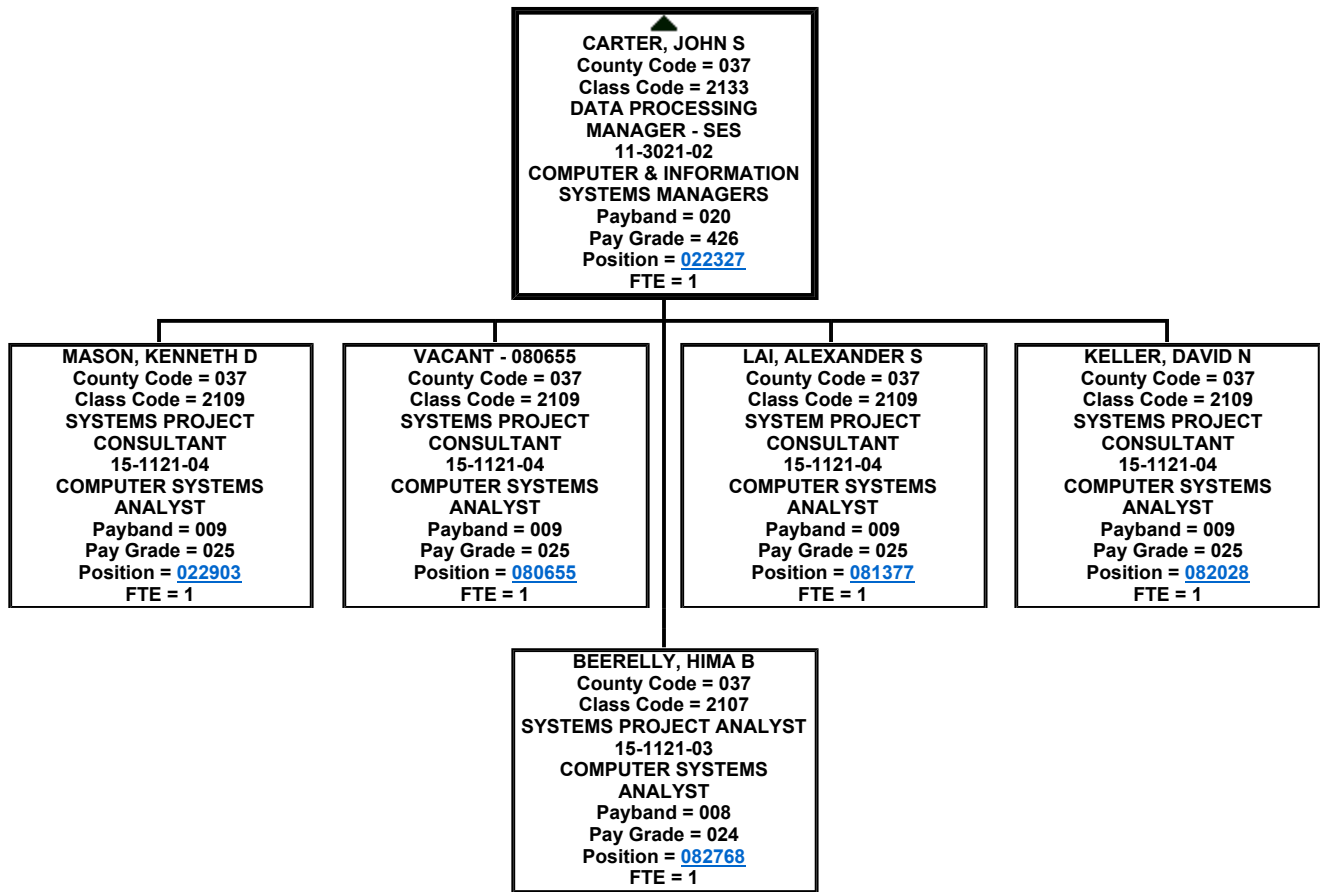 CARTER, JOHN S
County Code = 037
Class Code = 2133
DATA PROCESSING
MANAGER - SES
11-3021-02
COMPUTER & INFORMATION
SYSTEMS MANAGERS
Payband = 020
Pay Grade = 426
Position = 022327
FTE = 1
MASON, KENNETH D
County Code = 037
Class Code = 2109
SYSTEMS PROJECT
CONSULTANT
15-1121-04
COMPUTER SYSTEMS
ANALYST
Payband = 009
Pay Grade = 025
Position = 022903
FTE = 1
VACANT - 080655
County Code = 037
Class Code = 2109
SYSTEMS PROJECT
CONSULTANT
15-1121-04
COMPUTER SYSTEMS
ANALYST
Payband = 009
Pay Grade = 025
Position = 080655
FTE = 1
LAI, ALEXANDER S
County Code = 037
Class Code = 2109
SYSTEM PROJECT
CONSULTANT
15-1121-04
COMPUTER SYSTEMS
ANALYST
Payband = 009
Pay Grade = 025
Position = 081377
FTE = 1
KELLER, DAVID N
County Code = 037
Class Code = 2109
SYSTEMS PROJECT
CONSULTANT
15-1121-04
COMPUTER SYSTEMS
ANALYST
Payband = 009
Pay Grade = 025
Position = 082028
FTE = 1
BEERELLY, HIMA B
County Code = 037
Class Code = 2107
SYSTEMS PROJECT ANALYST
15-1121-03
COMPUTER SYSTEMS
ANALYST
Payband = 008
Pay Grade = 024
Position = 082768
FTE = 1